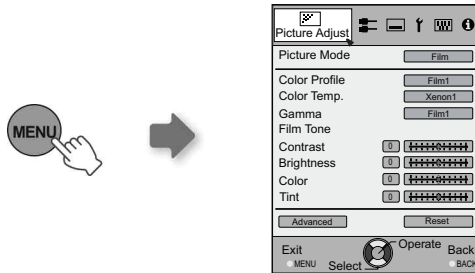 MENU
Picture Adjust
Picture Mode Film
Color Profile Film1
Color Temp. Xenon1
Gamma Film1
Film Tone
Contrast 0
Brightness 0
Color 0
Tint 0
Advanced Reset
Exit Operate Back
MENU Select BACK